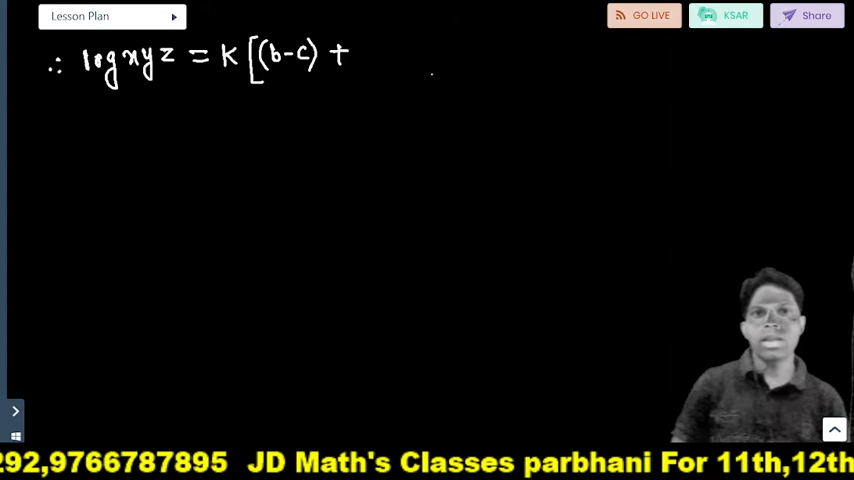 Lesson Plan
GO LIVE
KSAR
Share
∴ log xyz = K [(b-c) +
292,9766787895 JD Math's Classes parbhani For 11th,12th